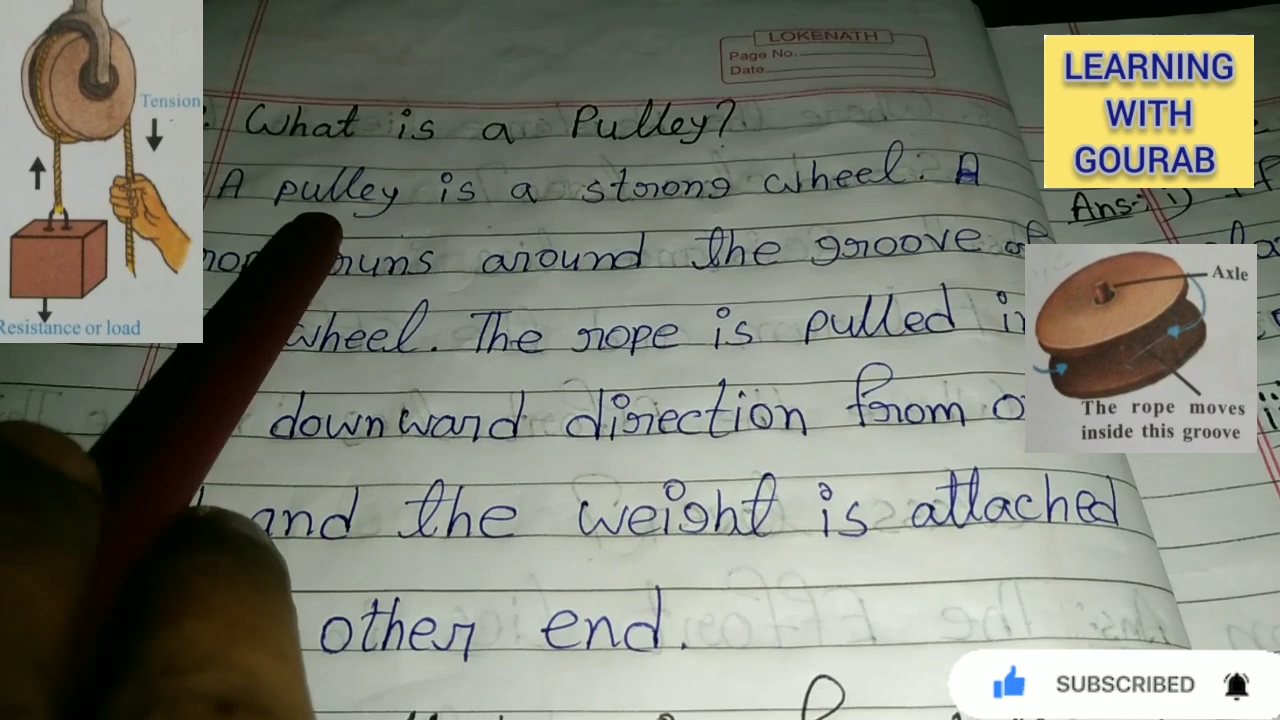 LOKENATH
Page No.
Date
LEARNING
WITH
GOURAB
Tension
Resistance or load
What is a Pulley?
A pulley is a strong wheel. A
runs around the groove of
wheel. The rope is pulled in
downward direction from
and the weight is attached
other end.
Ans:- i) If
Axle
The rope moves
inside this groove
SUBSCRIBED